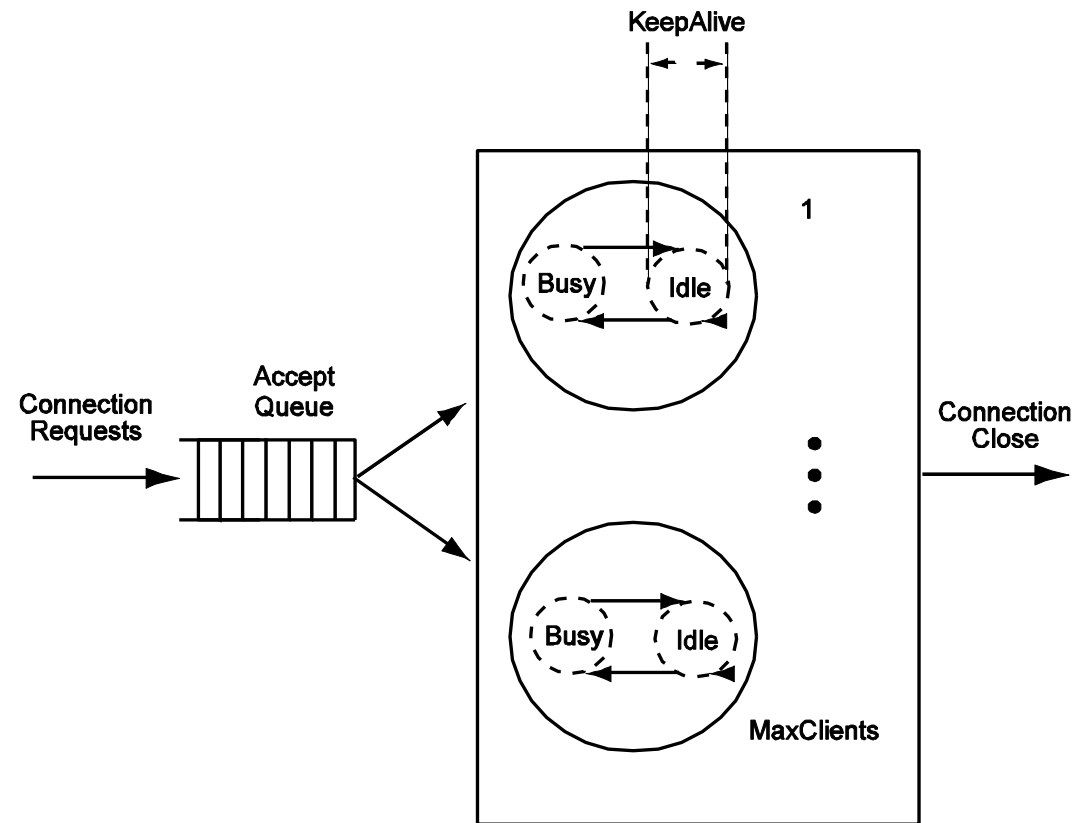 KeepAlive
1
Busy
Idle
Accept
Queue
Connection
Requests
Connection
Close
Busy
Idle
MaxClients